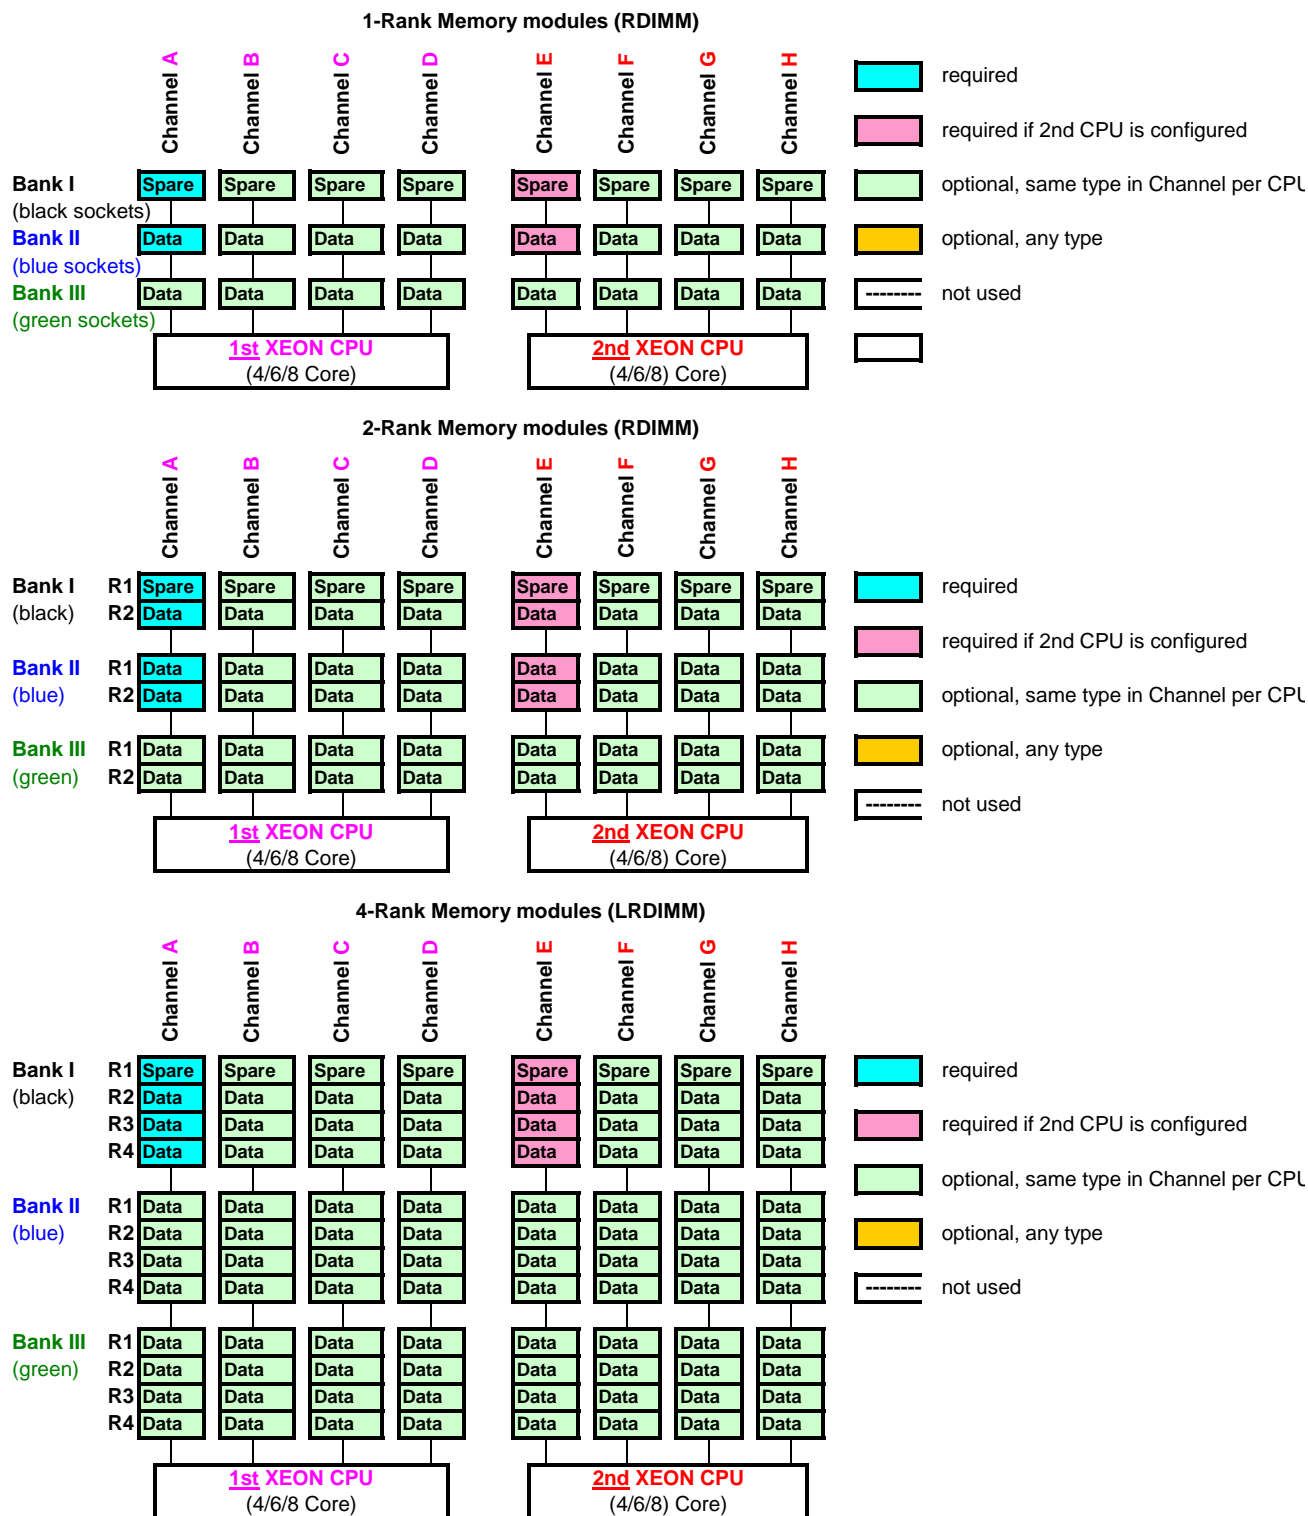 1-Rank Memory modules (RDIMM)
Channel A Channel B Channel C Channel D Channel E Channel F Channel G Channel H
required
required if 2nd CPU is configured
Bank I Spare Spare Spare Spare Spare Spare Spare Spare optional, same type in Channel per CPU
(black sockets)
Bank II Data Data Data Data Data Data Data Data optional, any type
(blue sockets)
Bank III Data Data Data Data Data Data Data Data -------- not used
(green sockets)
1st XEON CPU 2nd XEON CPU
(4/6/8 Core) (4/6/8) Core)
2-Rank Memory modules (RDIMM)
Channel A Channel B Channel C Channel D Channel E Channel F Channel G Channel H
Bank I R1 Spare Spare Spare Spare Spare Spare Spare Spare required
(black) R2 Data Data Data Data Data Data Data Data
required if 2nd CPU is configured
Bank II R1 Data Data Data Data Data Data Data Data
(blue) R2 Data Data Data Data Data Data Data Data optional, same type in Channel per CPU
Bank III R1 Data Data Data Data Data Data Data Data optional, any type
(green) R2 Data Data Data Data Data Data Data Data
-------- not used
1st XEON CPU 2nd XEON CPU
(4/6/8 Core) (4/6/8) Core)
4-Rank Memory modules (LRDIMM)
Channel A Channel B Channel C Channel D Channel E Channel F Channel G Channel H
Bank I R1 Spare Spare Spare Spare Spare Spare Spare Spare required
(black) R2 Data Data Data Data Data Data Data Data
R3 Data Data Data Data Data Data Data Data required if 2nd CPU is configured
R4 Data Data Data Data Data Data Data Data
optional, same type in Channel per CPU
Bank II R1 Data Data Data Data Data Data Data Data
(blue) R2 Data Data Data Data Data Data Data Data optional, any type
R3 Data Data Data Data Data Data Data Data
R4 Data Data Data Data Data Data Data Data -------- not used
Bank III R1 Data Data Data Data Data Data Data Data
(green) R2 Data Data Data Data Data Data Data Data
R3 Data Data Data Data Data Data Data Data
R4 Data Data Data Data Data Data Data Data
1st XEON CPU 2nd XEON CPU
(4/6/8 Core) (4/6/8) Core)